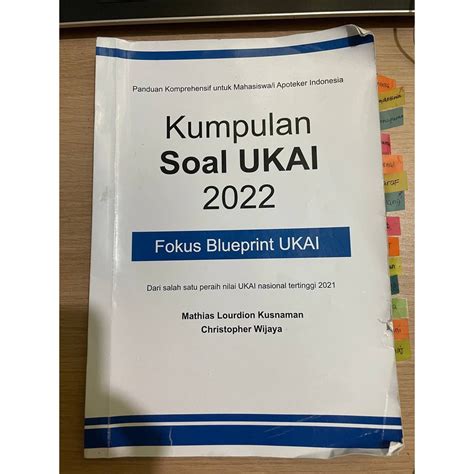 Panduan Komprehensif untuk Mahasiswa/i Apoteker Indonesia
Kumpulan
Soal UKAI
2022
Fokus Blueprint UKAI
Dari salah satu peraih nilai UKAI nasional tertinggi 2021
Mathias Lourdion Kusnaman
Christopher Wijaya